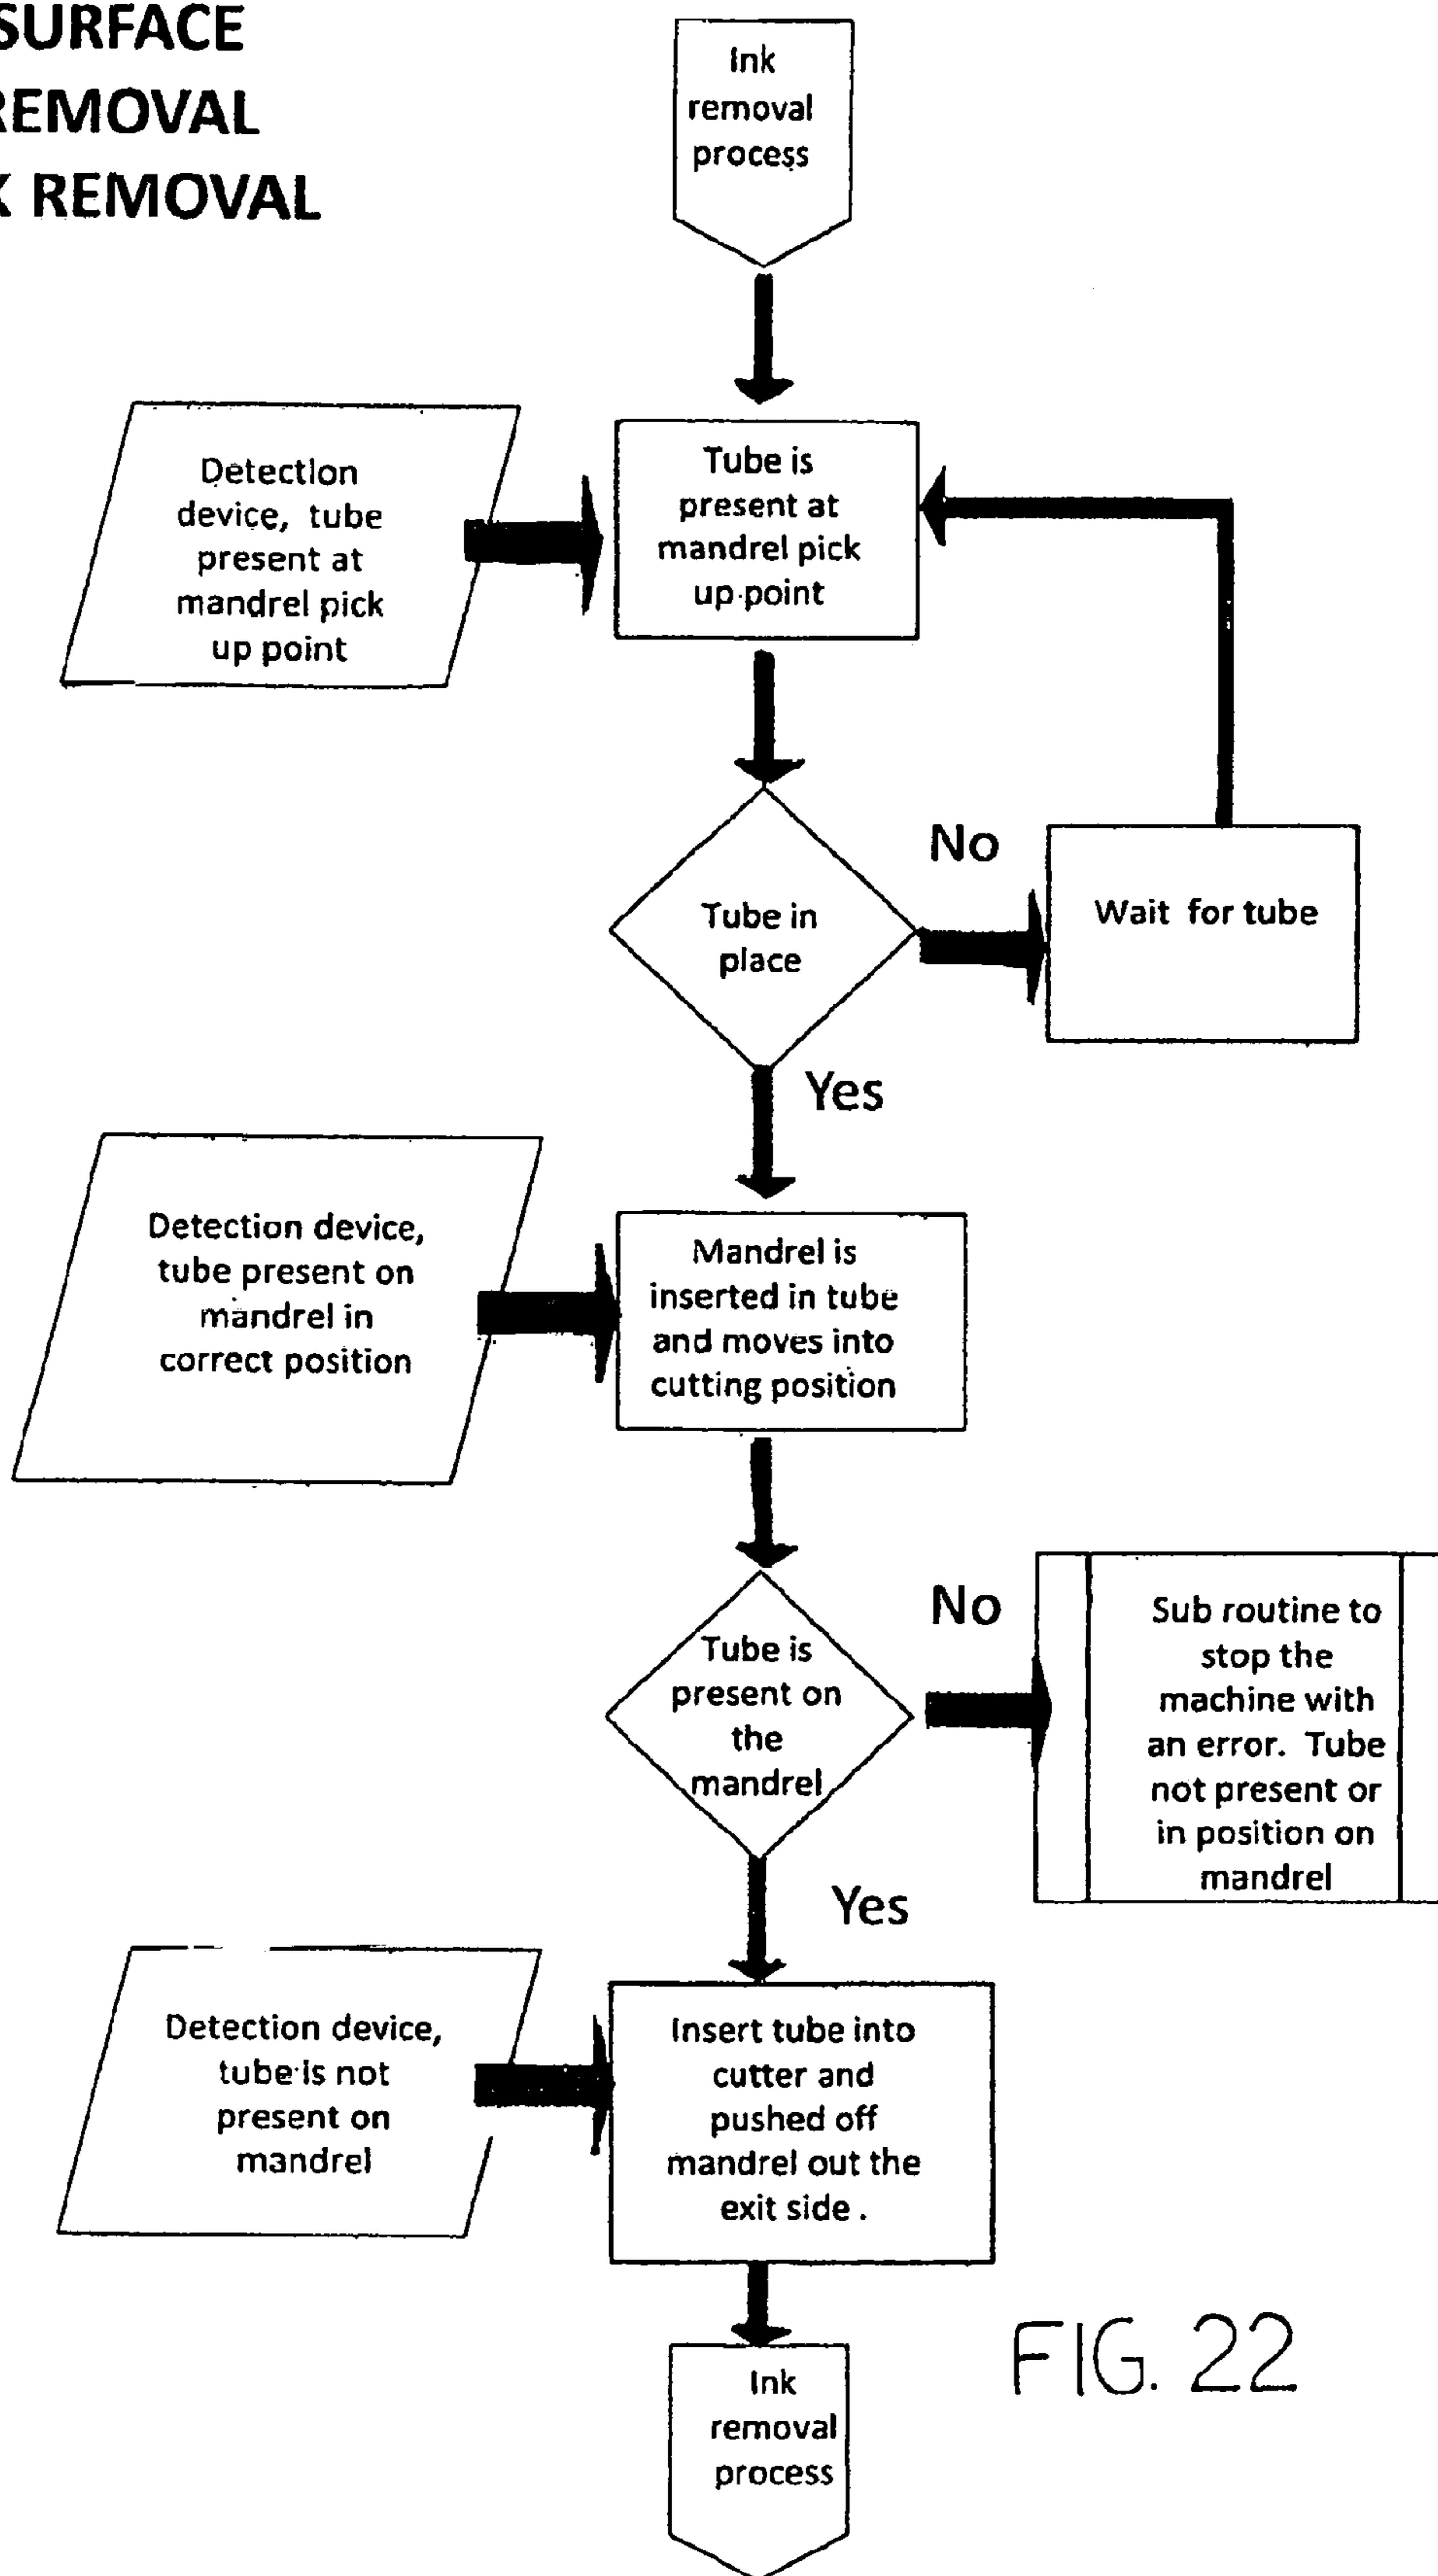 SURFACE
REMOVAL
REMOVAL
Ink
removal
process
Detection
device, tube
present at
mandrel pick
up point
Tube is
present at
mandrel pick
up point
No
Tube in
place
Wait for tube
Yes
Detection device,
tube present on
mandrel in
correct position
Mandrel is
inserted in tube
and moves into
cutting position
No
Tube is
present on
the
mandrel
Sub routine to
stop the
machine with
an error. Tube
not present or
in position on
mandrel
Yes
Detection device,
tube is not
present on
mandrel
Insert tube into
cutter and
pushed off
mandrel out the
exit side .
Ink
removal
process
FIG. 22